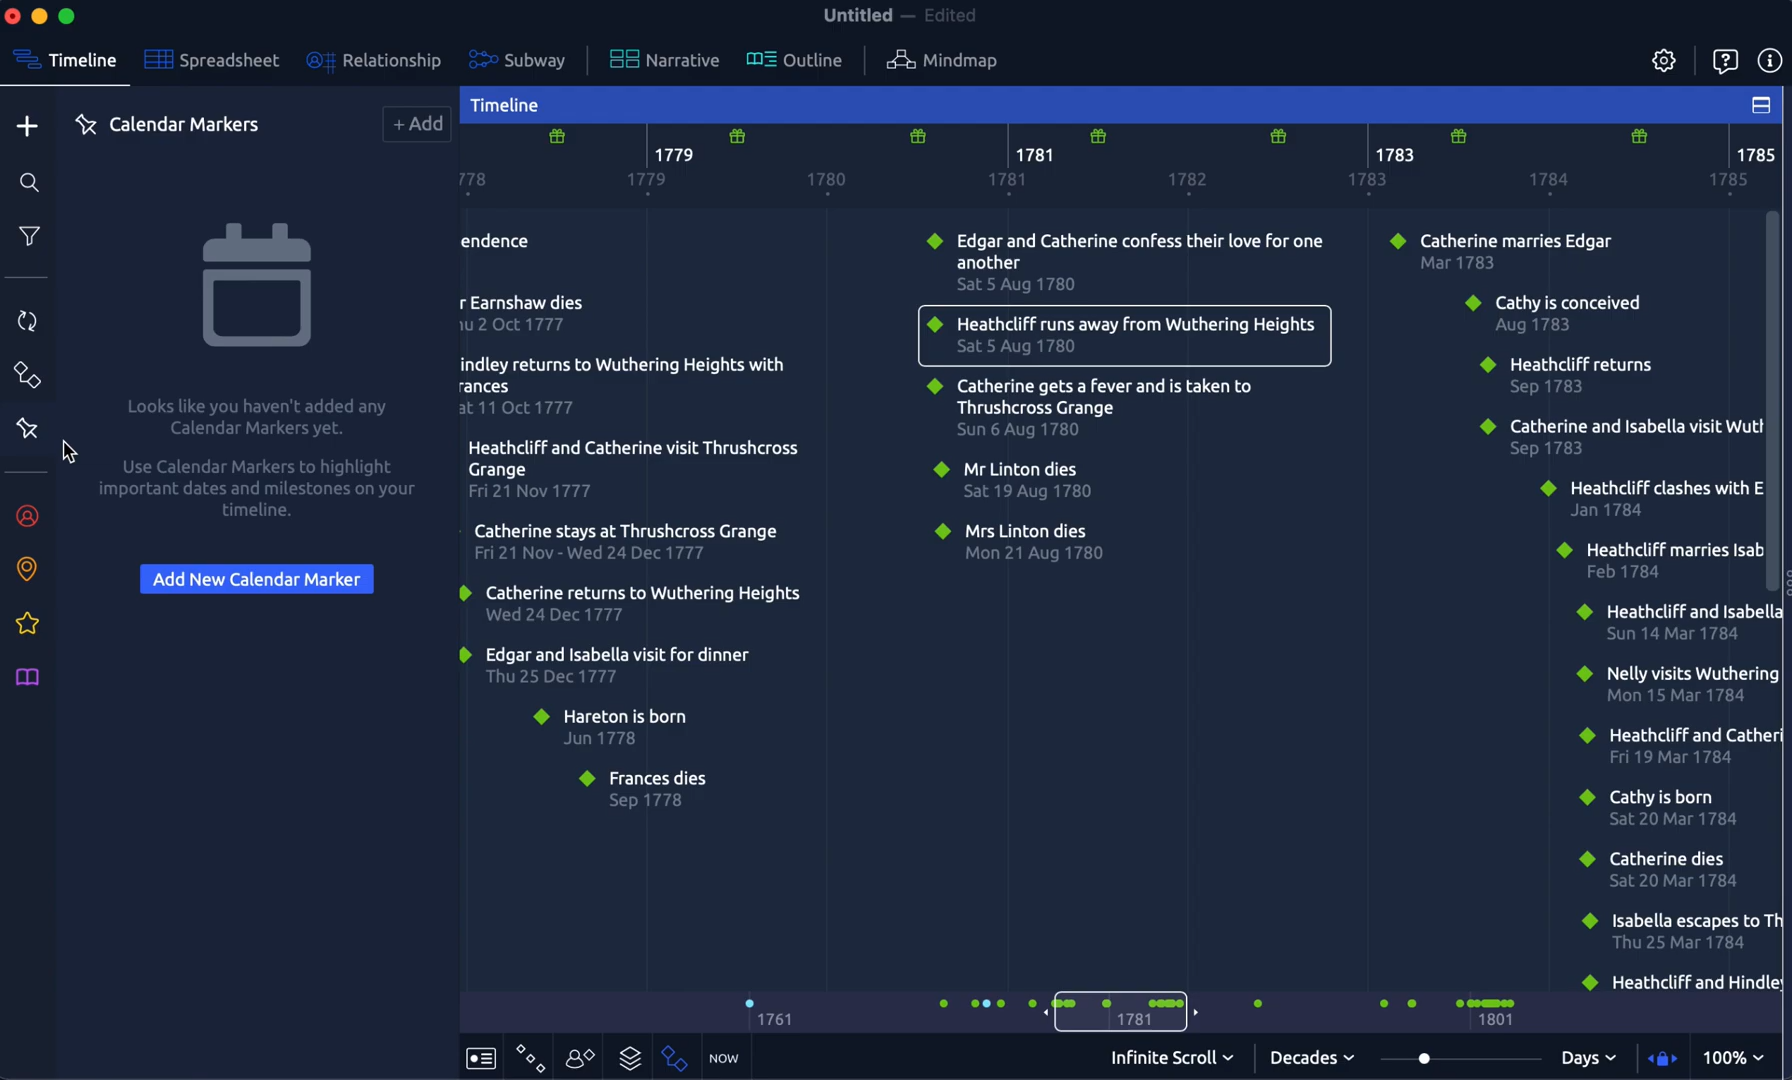 Untitled — Edited
Timeline Spreadsheet Relationship Subway Narrative Outline Mindmap
Calendar Markers
+ Add
Looks like you haven't added any
Calendar Markers yet.
Use Calendar Markers to highlight
important dates and milestones on your
timeline.
Add New Calendar Marker
Timeline
1779 1781 1783 1785
778 1779 1780 1781 1782 1783 1784 1785
endence
r Earnshaw dies
nu 2 Oct 1777
indley returns to Wuthering Heights with
rances
at 11 Oct 1777
Heathcliff and Catherine visit Thrushcross
Grange
Fri 21 Nov 1777
Catherine stays at Thrushcross Grange
Fri 21 Nov - Wed 24 Dec 1777
Catherine returns to Wuthering Heights
Wed 24 Dec 1777
Edgar and Isabella visit for dinner
Thu 25 Dec 1777
Hareton is born
Jun 1778
Frances dies
Sep 1778
Edgar and Catherine confess their love for one
another
Sat 5 Aug 1780
Heathcliff runs away from Wuthering Heights
Sat 5 Aug 1780
Catherine gets a fever and is taken to
Thrushcross Grange
Sun 6 Aug 1780
Mr Linton dies
Sat 19 Aug 1780
Mrs Linton dies
Mon 21 Aug 1780
Catherine marries Edgar
Mar 1783
Cathy is conceived
Aug 1783
Heathcliff returns
Sep 1783
Catherine and Isabella visit Wuth
Sep 1783
Heathcliff clashes with E
Jan 1784
Heathcliff marries Isab
Feb 1784
Heathcliff and Isabella
Sun 14 Mar 1784
Nelly visits Wuthering
Mon 15 Mar 1784
Heathcliff and Catheri
Fri 19 Mar 1784
Cathy is born
Sat 20 Mar 1784
Catherine dies
Sat 20 Mar 1784
Isabella escapes to Th
Thu 25 Mar 1784
Heathcliff and Hindley
1761 1781 1801
NOW Infinite Scroll Decades Days 100%